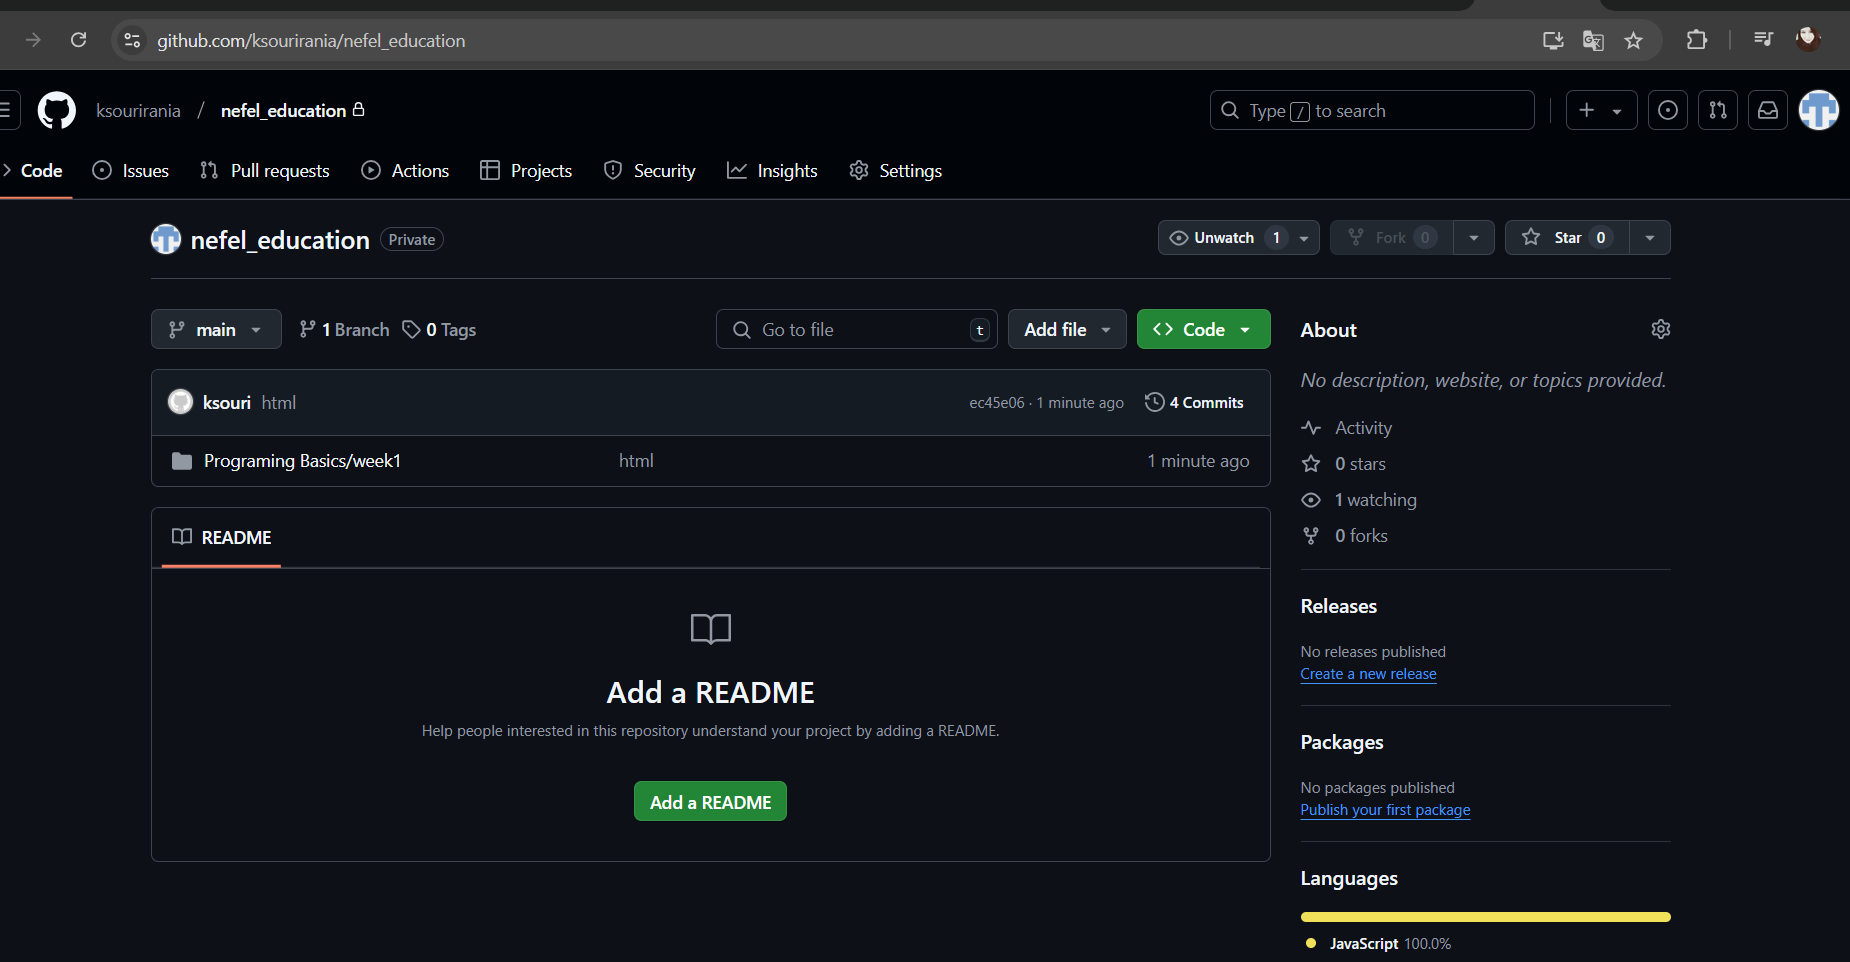 github.com/ksourirania/nefel_education
ksourirania / nefel_education
Type / to search
Code Issues Pull requests Actions Projects Security Insights Settings
nefel_education Private
Unwatch 1 Fork 0 Star 0
main 1 Branch 0 Tags Go to file t Add file Code
ksouri html ec45e06 · 1 minute ago 4 Commits
Programing Basics/week1 html 1 minute ago
README
Add a README
Help people interested in this repository understand your project by adding a README.
Add a README
About
No description, website, or topics provided.
Activity
0 stars
1 watching
0 forks
Releases
No releases published
Create a new release
Packages
No packages published
Publish your first package
Languages
JavaScript 100.0%